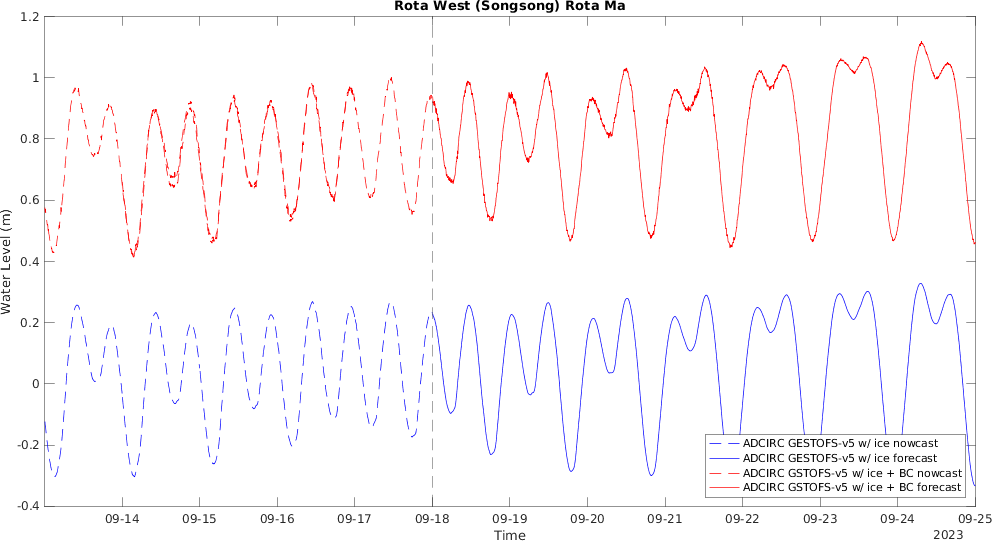 Rota West (Songsong) Rota Ma
1.2
1
0.8
0.6
0.4
0.2
0
-0.2
-0.4
Water Level (m)
ADCIRC GESTOFS-v5 w/ ice nowcast
ADCIRC GESTOFS-v5 w/ ice forecast
ADCIRC GSTOFS-v5 w/ ice + BC nowcast
ADCIRC GSTOFS-v5 w/ ice + BC forecast
09-14 09-15 09-16 09-17 09-18 09-19 09-20 09-21 09-22 09-23 09-24 09-25
Time
2023